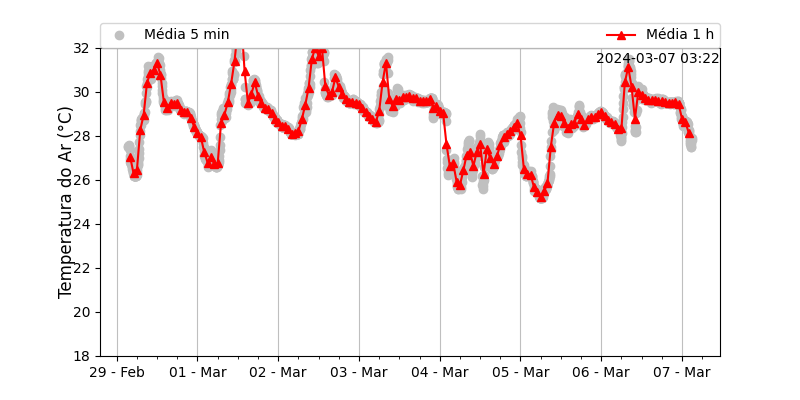 Média 5 min
Média 1 h
2024-03-07 03:22
Temperatura do Ar (°C)
32
30
28
26
24
22
20
18
29 - Feb
01 - Mar
02 - Mar
03 - Mar
04 - Mar
05 - Mar
06 - Mar
07 - Mar